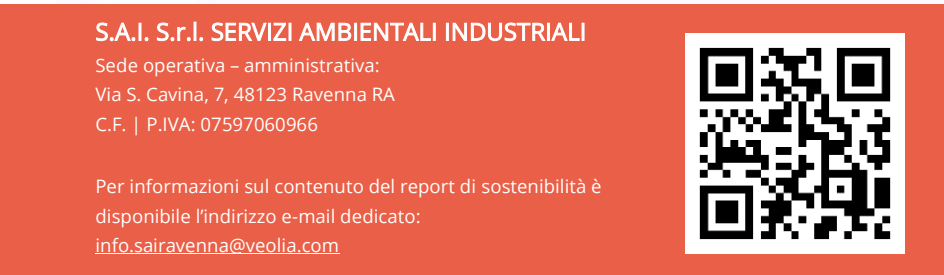 S.A.I. S.r.l. SERVIZI AMBIENTALI INDUSTRIALI
Sede operativa – amministrativa:
Via S. Cavina, 7, 48123 Ravenna RA
C.F. | P.IVA: 07597060966
Per informazioni sul contenuto del report di sostenibilità è
disponibile l’indirizzo e-mail dedicato:
info.sairavenna@veolia.com